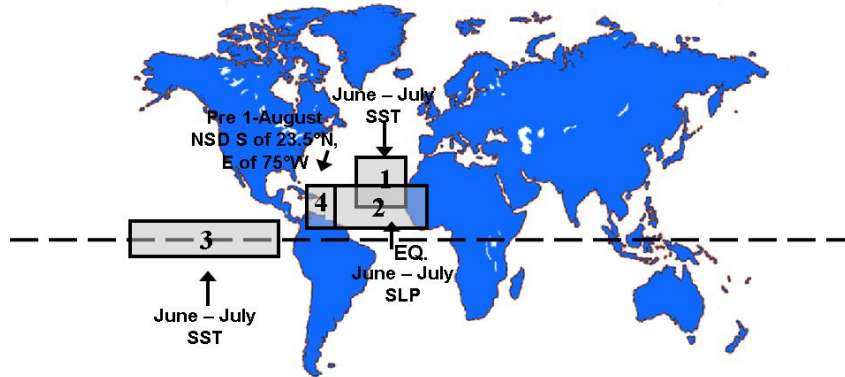 June – July
SST
Pre 1-August
NSD S of 23.5°N,
E of 75°W
1
4
2
3
EQ.
June – July
SLP
June – July
SST